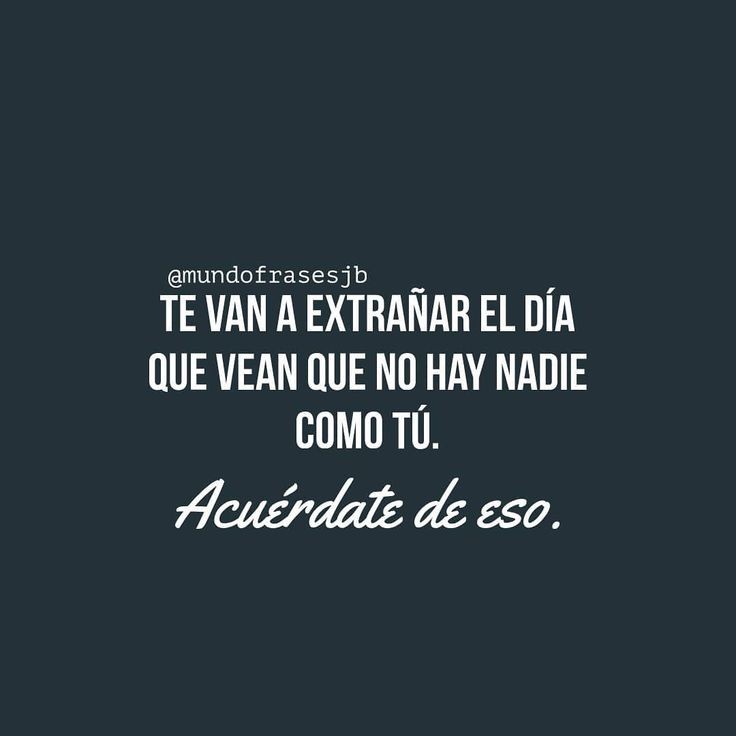 @mundofrasesjb
TE VAN A EXTRAÑAR EL DÍA
QUE VEAN QUE NO HAY NADIE
COMO TÚ.
Acuérdate de eso.